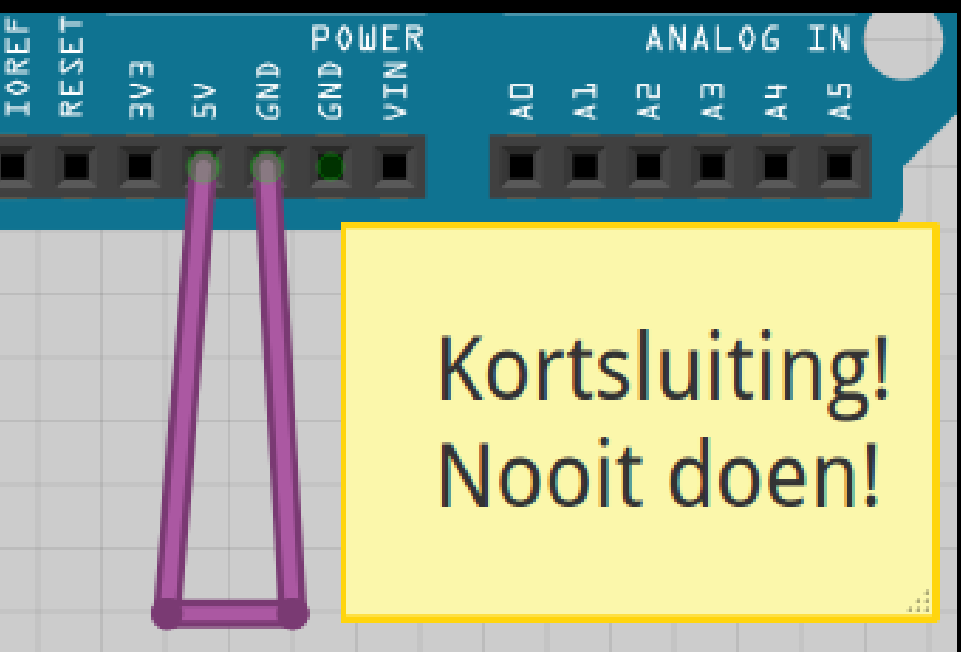 POWER
ANALOG IN
IOREF
RESET
3V3
5V
GND
GND
VIN
A0
A1
A2
A3
A4
A5
Kortsluiting!
Nooit doen!